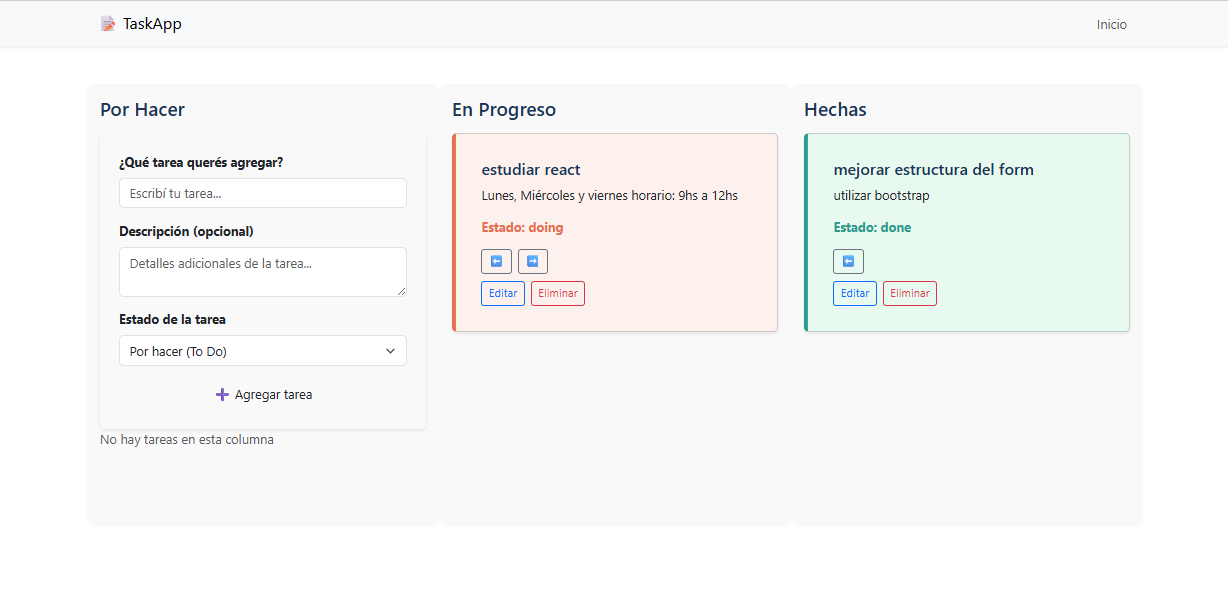 TaskApp
Inicio
Por Hacer
¿Qué tarea querés agregar?
Escribí tu tarea...
Descripción (opcional)
Detalles adicionales de la tarea...
Estado de la tarea
Por hacer (To Do)
Agregar tarea
No hay tareas en esta columna
En Progreso
estudiar react
Lunes, Miércoles y viernes horario: 9hs a 12hs
Estado: doing
Editar
Eliminar
Hechas
mejorar estructura del form
utilizar bootstrap
Estado: done
Editar
Eliminar